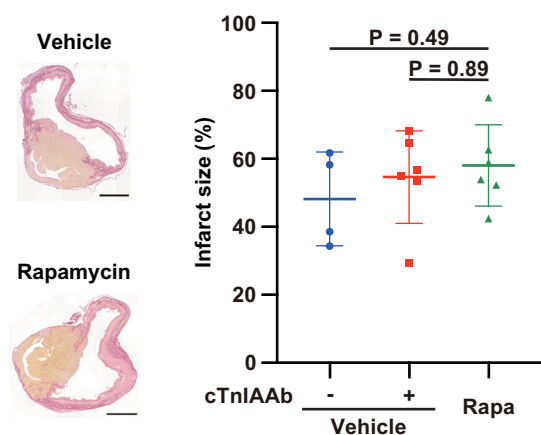 Vehicle
Rapamycin
P = 0.49
P = 0.89
Infarct size (%)
100
80
60
40
20
0
cTnIAAb - +
Vehicle Rapa